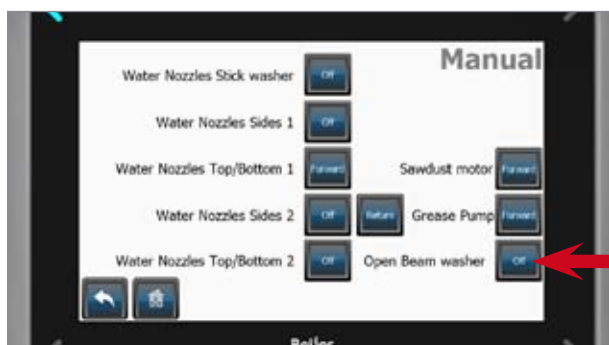 Manual
Water Nozzles Stick washer Off
Water Nozzles Sides 1 Off
Water Nozzles Top/Bottom 1 Forward Sawdust motor Forward
Water Nozzles Sides 2 Off Return Grease Pump Forward
Water Nozzles Top/Bottom 2 Off Open Beam washer Off